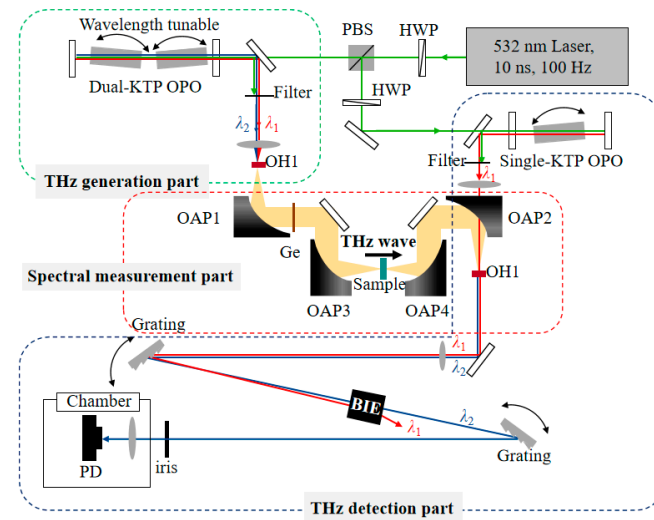 Wavelength tunable
Dual-KTP OPO
PBS
HWP
532 nm Laser,
10 ns, 100 Hz
HWP
Filter
λ2 λ1
OH1
THz generation part
Single-KTP OPO
Filter
λ1
OAP1
OAP2
Ge
THz wave
Sample
OH1
Spectral measurement part
OAP3
OAP4
Grating
λ1
λ2
Chamber
BIE
λ2
λ1
PD
iris
Grating
THz detection part